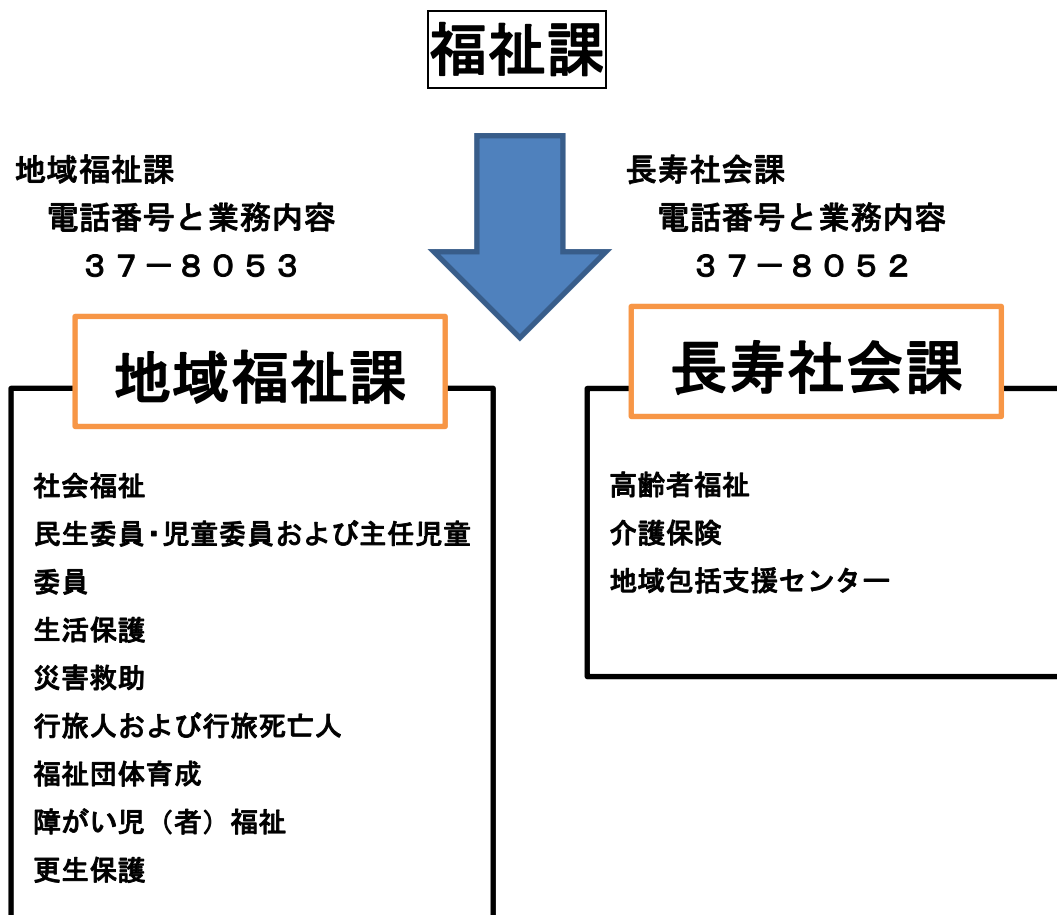 福祉課
地域福祉課
電話番号と業務内容
３７－８０５３
長寿社会課
電話番号と業務内容
３７－８０５２
地域福祉課
社会福祉
民生委員・児童委員および主任児童
委員
生活保護
災害救助
行旅人および行旅死亡人
福祉団体育成
障がい児（者）福祉
更生保護
長寿社会課
高齢者福祉
介護保険
地域包括支援センター